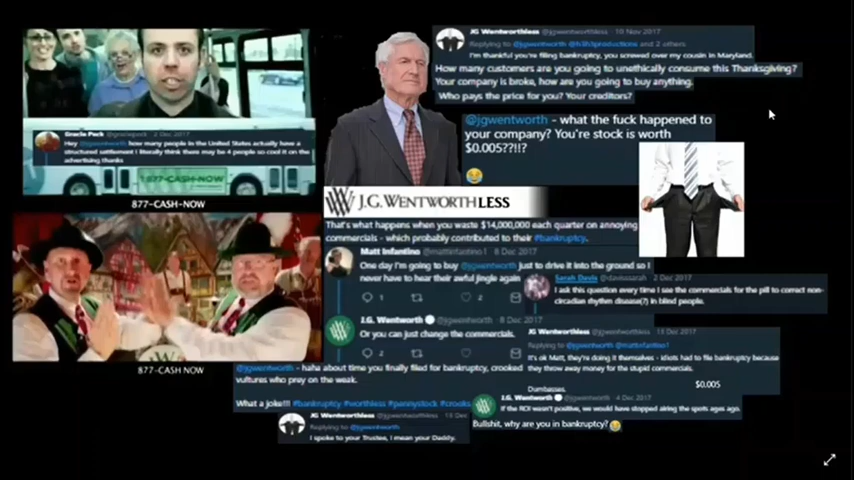 Gracie Peck @graciepeck 2 Dec 2017
Hey @jgwentworth how many people in the United States actually have a
structured settlement I literally think there may be 4 people so cool it on the
advertising thanks
877-CASH-NOW
877-CASH-NOW
877-CASH NOW
JG Wentworthless @jgwentworthless 10 Nov 2017
Replying to @jgwentworth @h3h3productions and 2 others
I'm thankful you're filing bankruptcy, you screwed over my cousin in Maryland.
How many customers are you going to unethically consume this Thanksgiving?
Your company is broke, how are you going to buy anything.
Who pays the price for you? Your creditors?
@jgwentworth - what the fuck happened to
your company? You're stock is worth
$0.005??!!?
😂
J.G. WENTWORTHLESS
That's what happens when you waste $14,000,000 each quarter on annoying
commercials - which probably contributed to their #bankruptcy.
Matt Infantino @mattinfantino1 8 Dec 2017
One day I'm going to buy @jgwentworth just to drive it into the ground so I
never have to hear their awful jingle again
1 2
Sarah Davis 2 Dec 2017
I ask this question every time I see the commercials for the pill to correct non-
circadian rhythm disease(?) in blind people.
J.G. Wentworth @jgwentworth 8 Dec 2017
Or you can just change the commercials.
2
JG Wentworthless @jgwentworthless 18 Dec 2017
Replying to @mattinfantino1
It's ok Matt, they're doing it themselves - idiots had to file bankruptcy because
they throw away money for the stupid commercials.
Dumbasses.
$0.005
@jgwentworth - haha about time you finally filed for bankruptcy, crooked
vultures who prey on the weak.
What a joke!!! #bankruptcy #worthless #pennystock #crooks
J.G. Wentworth @jgwentworth 4 Dec 2017
If the ROI wasn't positive, we would have stopped airing the spots ages ago.
Bullshit, why are you in bankruptcy? 😂
JG Wentworthless @jgwentworthless 18 Dec
Replying to @jgwentworth
I spoke to your Trustee, I mean your Daddy.